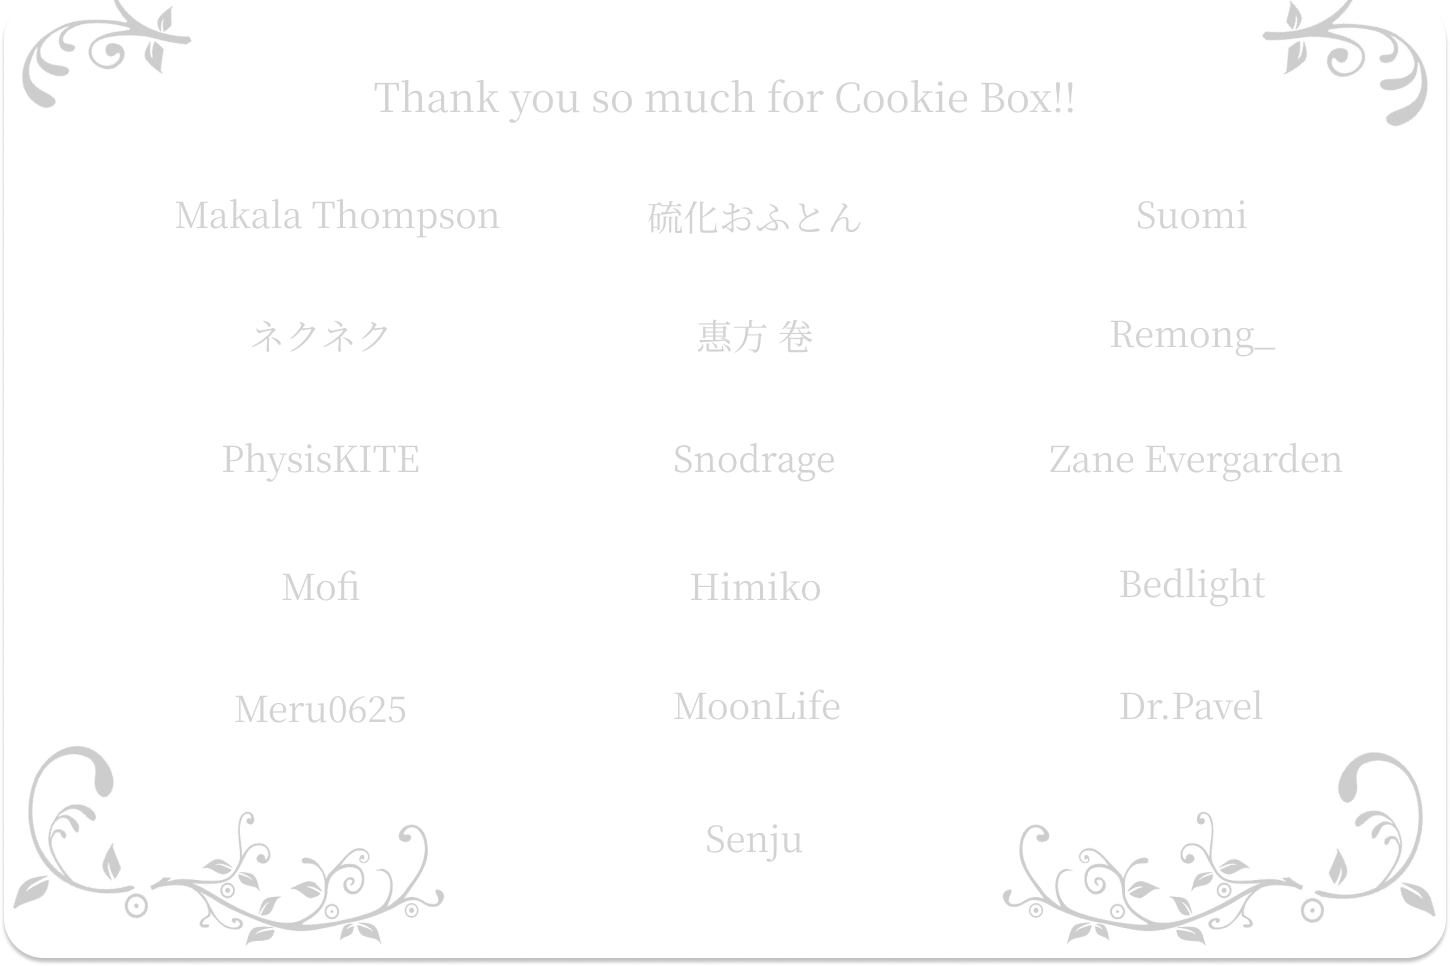 Thank you so much for Cookie Box!!
Makala Thompson 硫化おふとん Suomi
ネクネク 惠方 卷 Remong_
PhysisKITE Snodrage Zane Evergarden
Mofi Himiko Bedlight
Meru0625 MoonLife Dr.Pavel
Senju